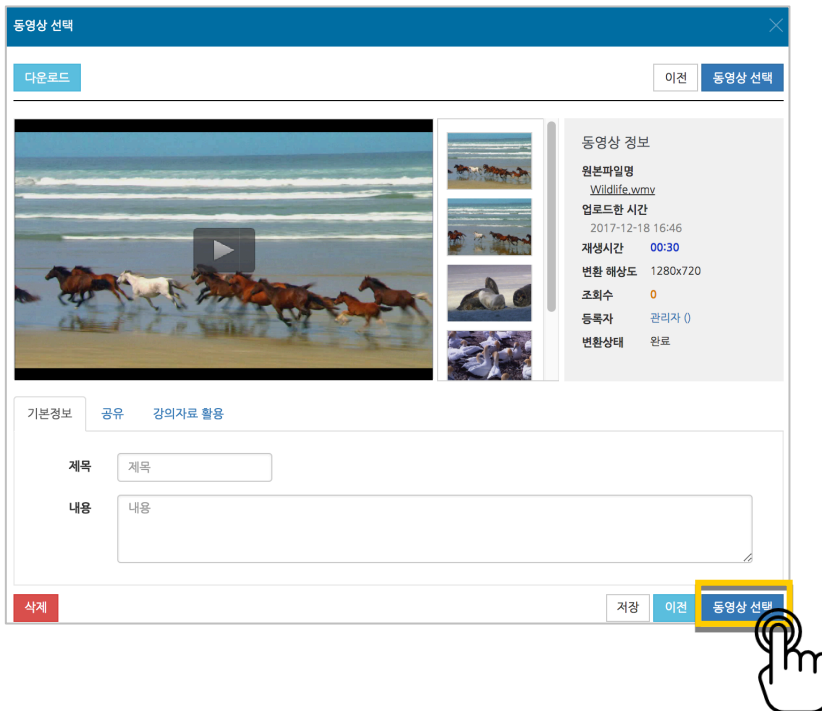 동영상 선택
다운로드
이전 동영상 선택
동영상 정보
원본파일명
Wildlife.wmv
업로드한 시간
2017-12-18 16:46
재생시간 00:30
변환 해상도 1280x720
조회수 0
등록자 관리자 ()
변환상태 완료
기본정보 공유 강의자료 활용
제목 제목
내용 내용
삭제 저장 이전 동영상 선택